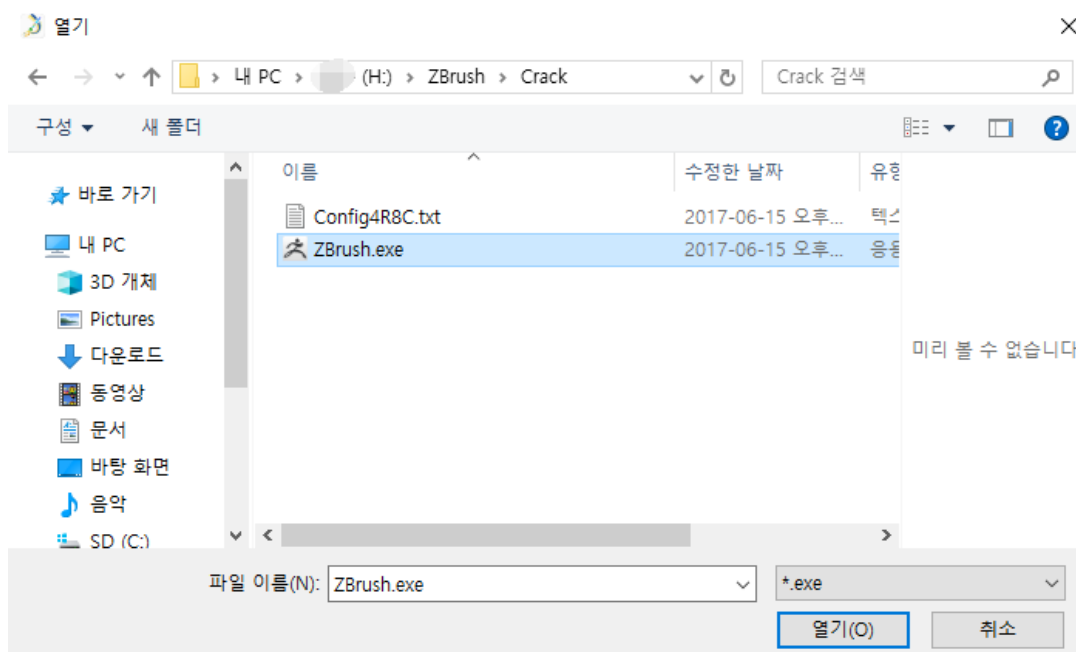 열기
내 PC > (H:) > ZBrush > Crack
Crack 검색
구성
새 폴더
이름
수정한 날짜
Config4R8C.txt
2017-06-15 오후...
ZBrush.exe
2017-06-15 오후...
바로 가기
내 PC
3D 개체
Pictures
다운로드
동영상
문서
바탕 화면
음악
SD (C:)
미리 볼 수 없습니다
파일 이름(N):
ZBrush.exe
*.exe
열기(O)
취소